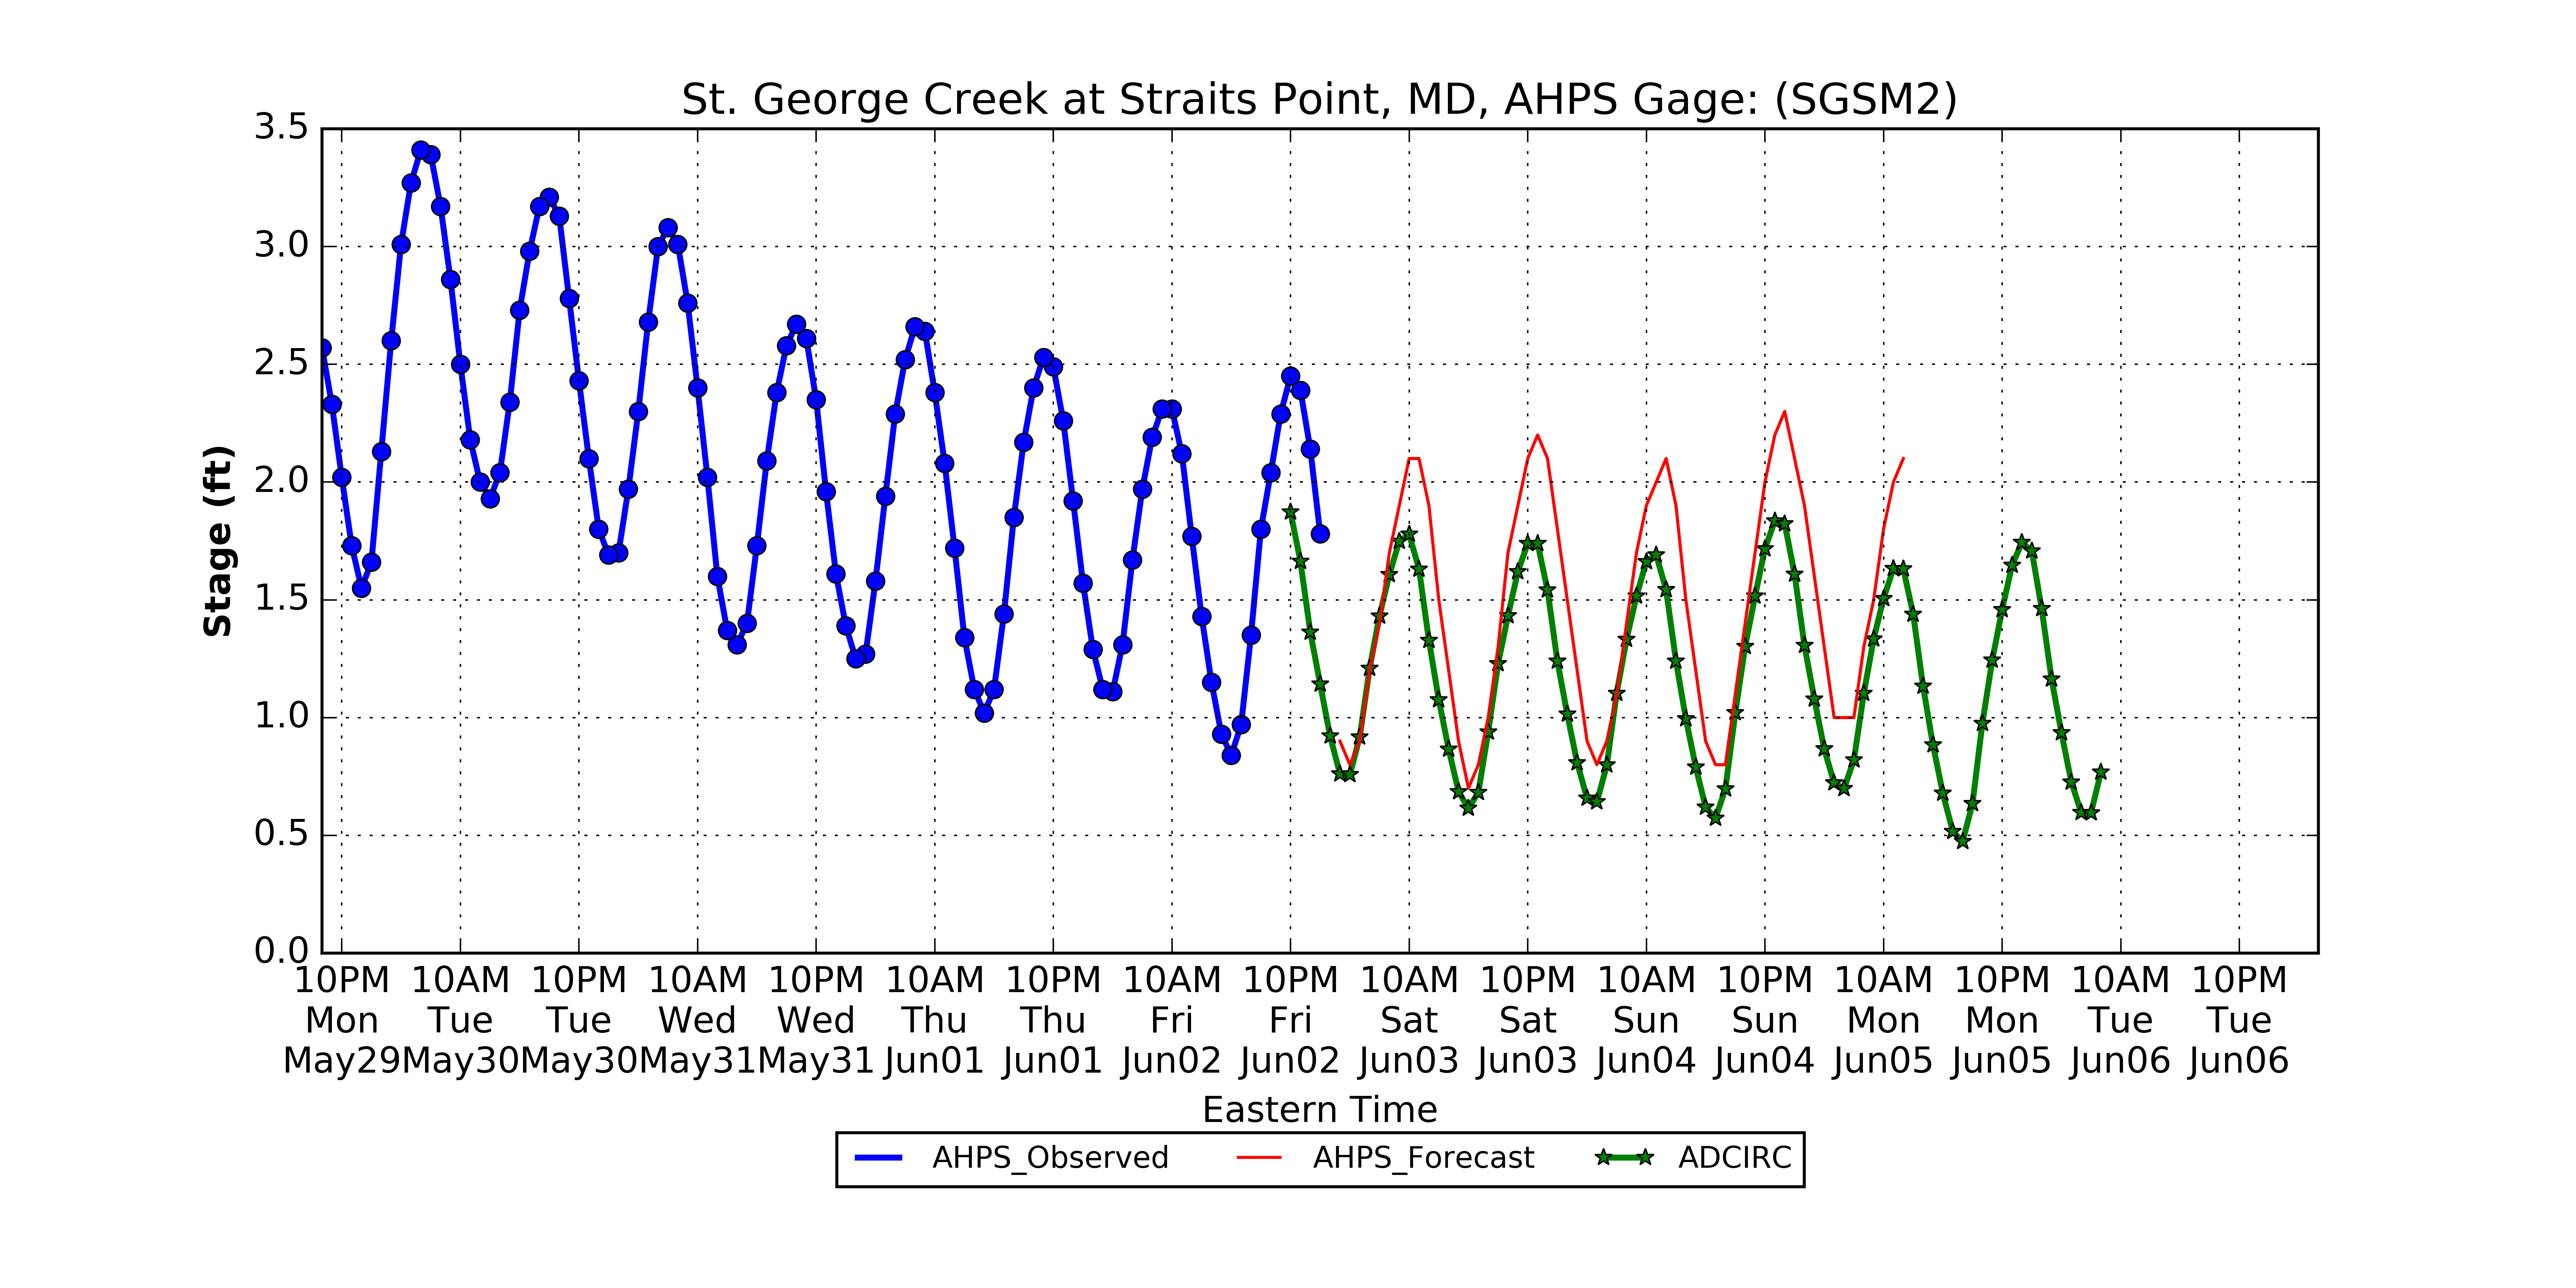 St. George Creek at Straits Point, MD, AHPS Gage: (SGSM2)
3.5
3.0
2.5
2.0
1.5
1.0
0.5
0.0
Stage (ft)
10PM 10AM 10PM 10AM 10PM 10AM 10PM 10AM 10PM 10AM 10PM 10AM 10PM 10AM 10PM 10AM 10PM
Mon Tue Tue Wed Wed Thu Thu Fri Fri Sat Sat Sun Sun Mon Mon Tue Tue
May29 May30 May30 May31 May31 Jun01 Jun01 Jun02 Jun02 Jun03 Jun03 Jun04 Jun04 Jun05 Jun05 Jun06 Jun06
Eastern Time
AHPS_Observed AHPS_Forecast ADCIRC